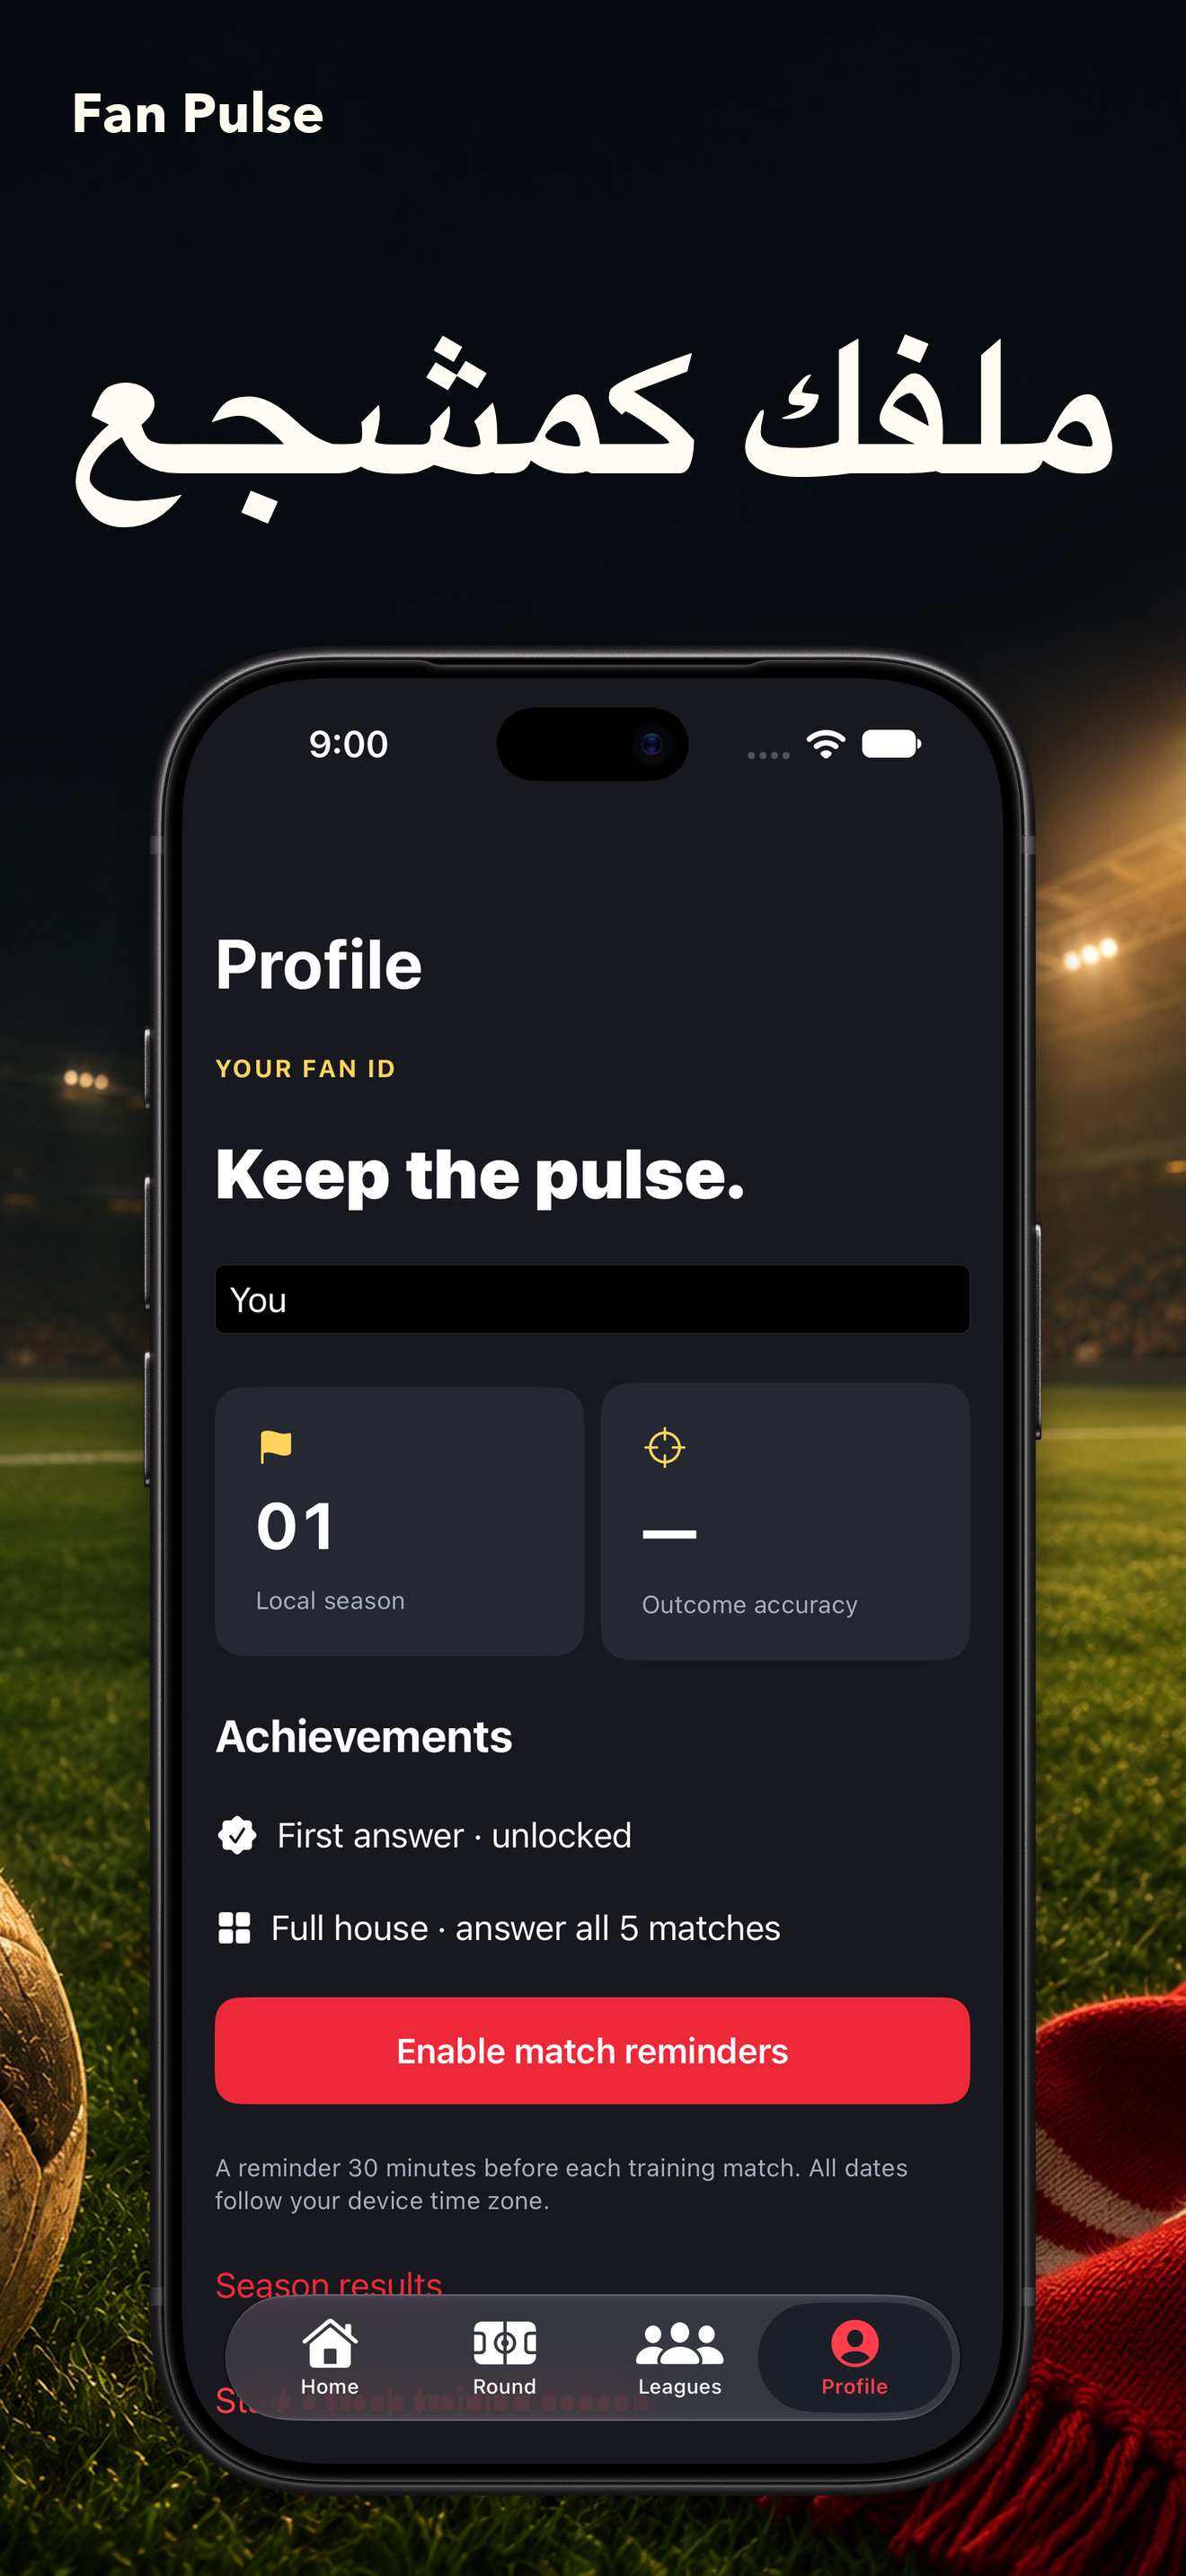 Fan Pulse
ملفك كمشجع
9:00
Profile
YOUR FAN ID
Keep the pulse.
You
01
Local season
—
Outcome accuracy
Achievements
First answer · unlocked
Full house · answer all 5 matches
Enable match reminders
A reminder 30 minutes before each training match. All dates
follow your device time zone.
Season results
Home
Round
Leagues
Profile